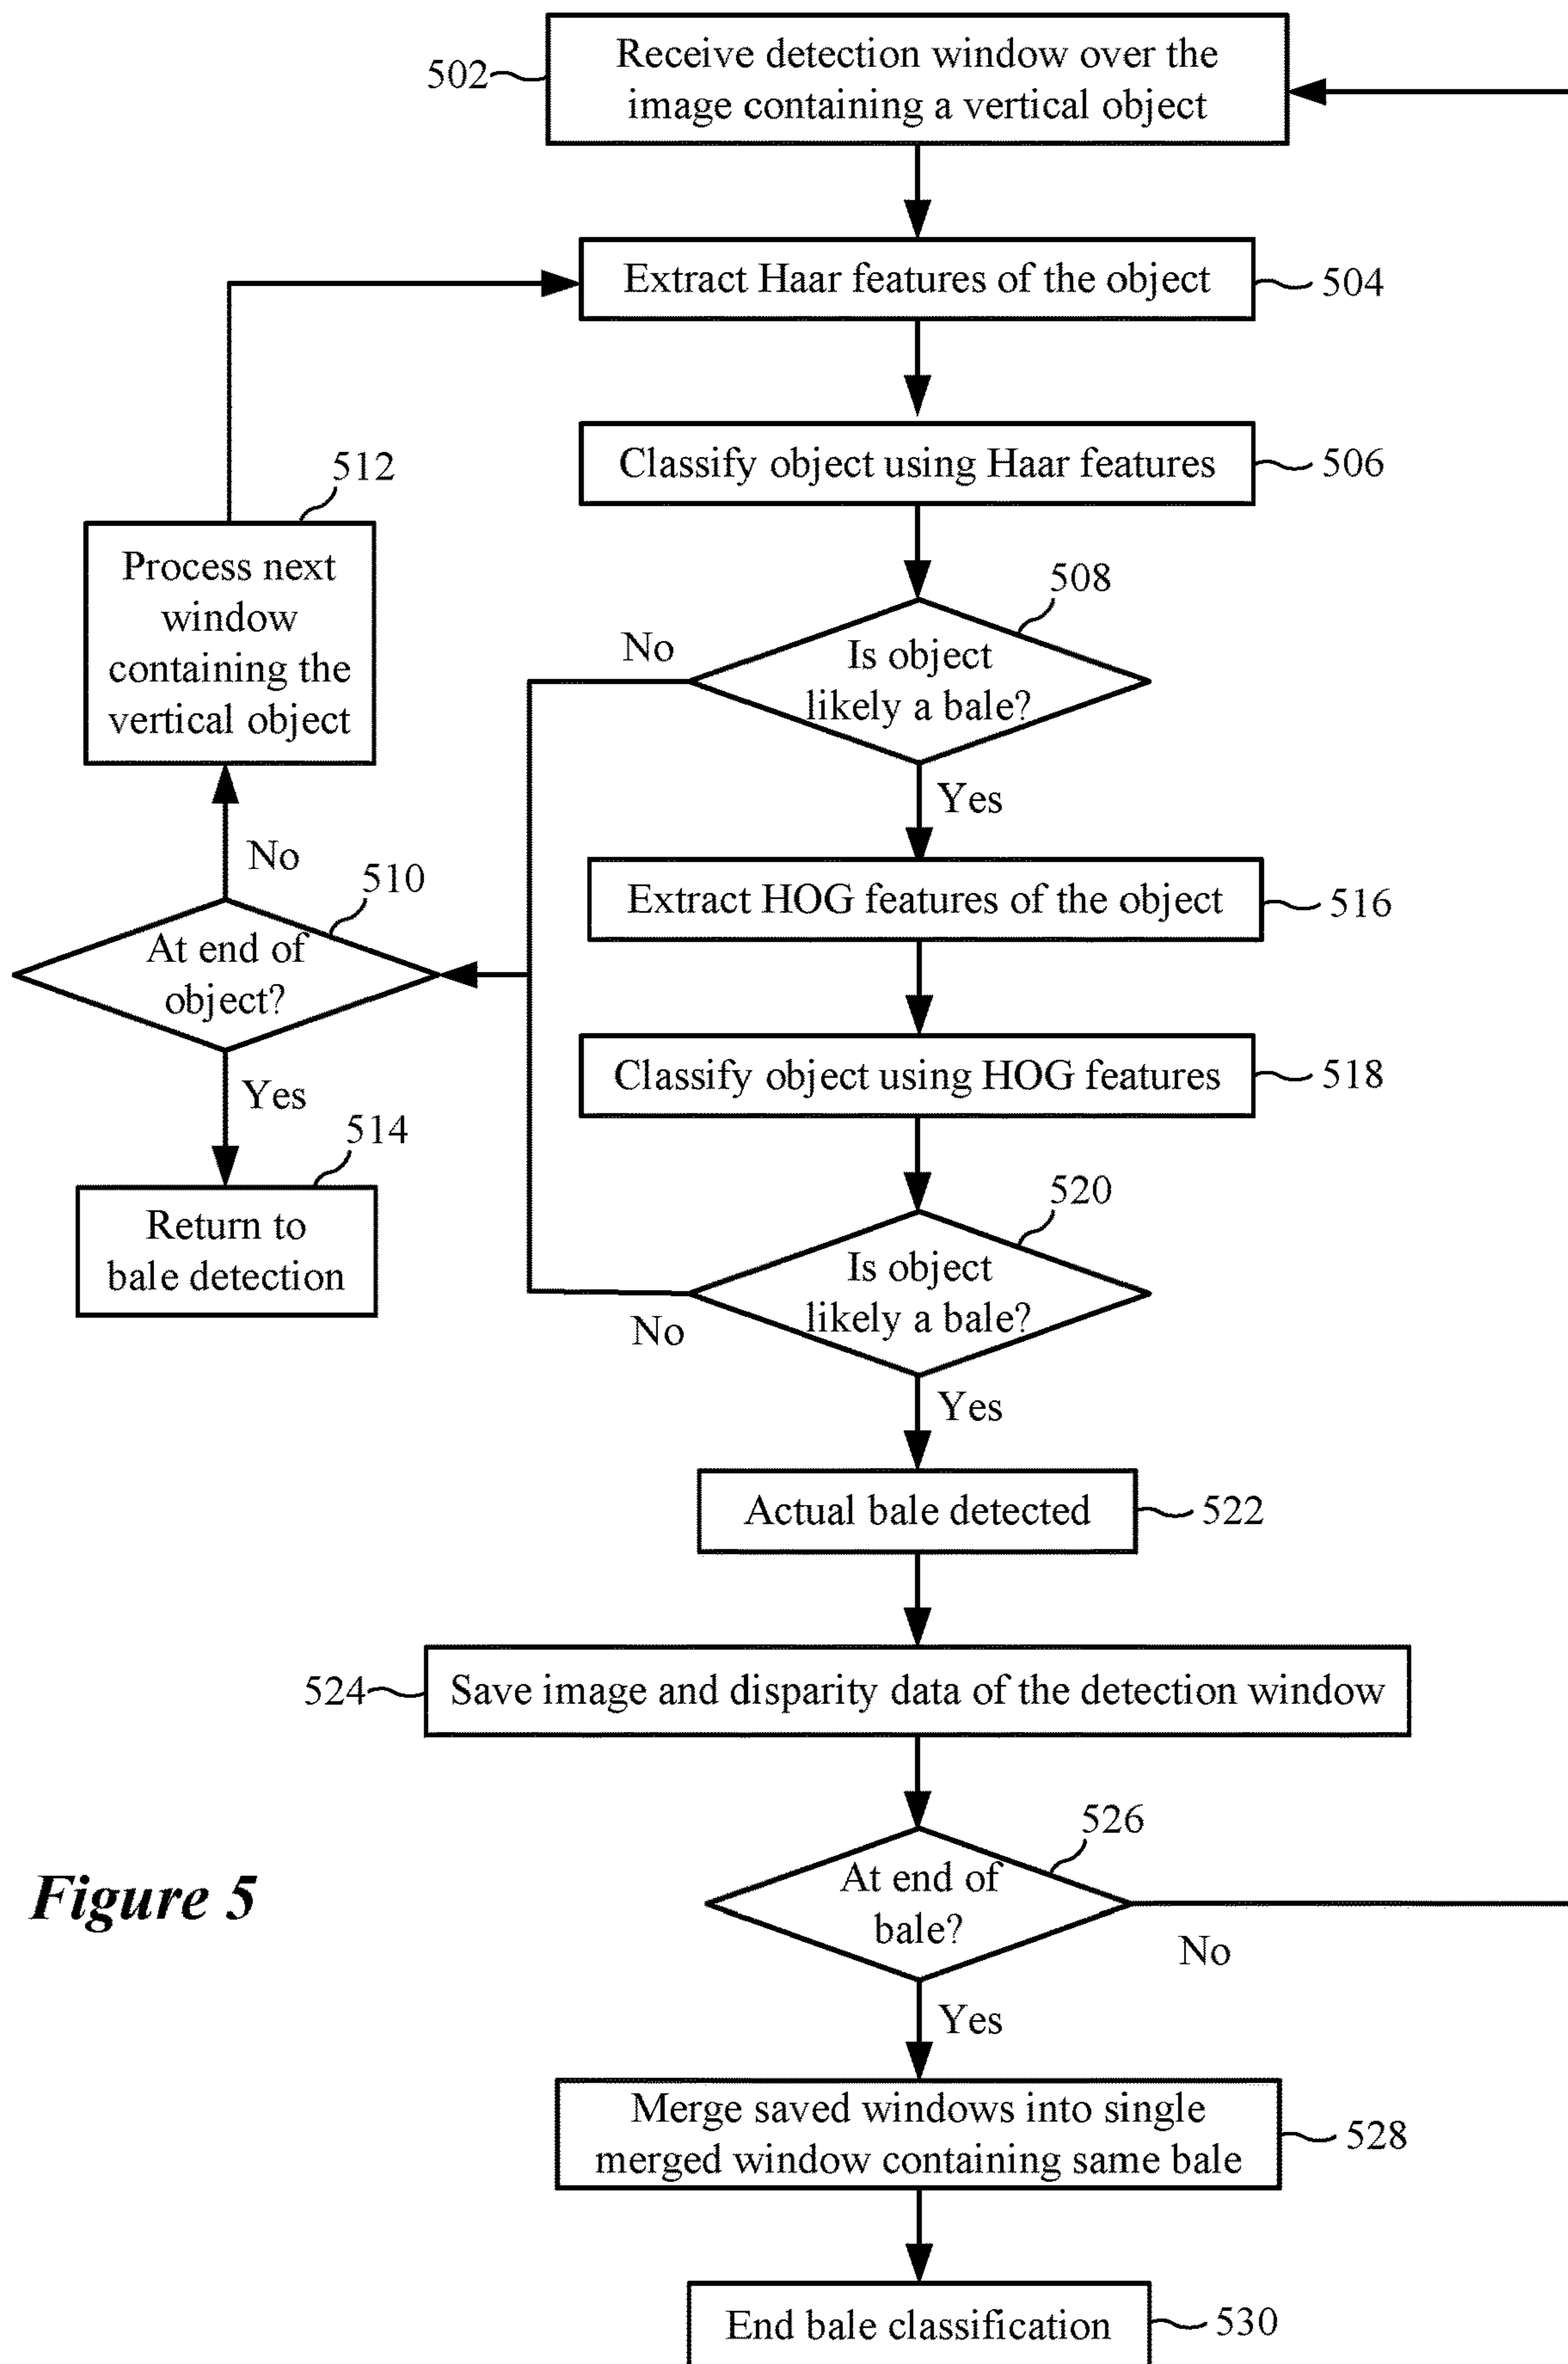 502
Receive detection window over the
image containing a vertical object
Extract Haar features of the object
504
Classify object using Haar features
506
512
Process next
window
containing the
vertical object
508
No
Is object
likely a bale?
Yes
No
510
At end of
object?
Extract HOG features of the object
516
Classify object using HOG features
518
Yes
514
Return to
bale detection
520
Is object
likely a bale?
No
Yes
Actual bale detected
522
524
Save image and disparity data of the detection window
526
At end of
bale?
No
Figure 5
Yes
Merge saved windows into single
merged window containing same bale
528
End bale classification
530